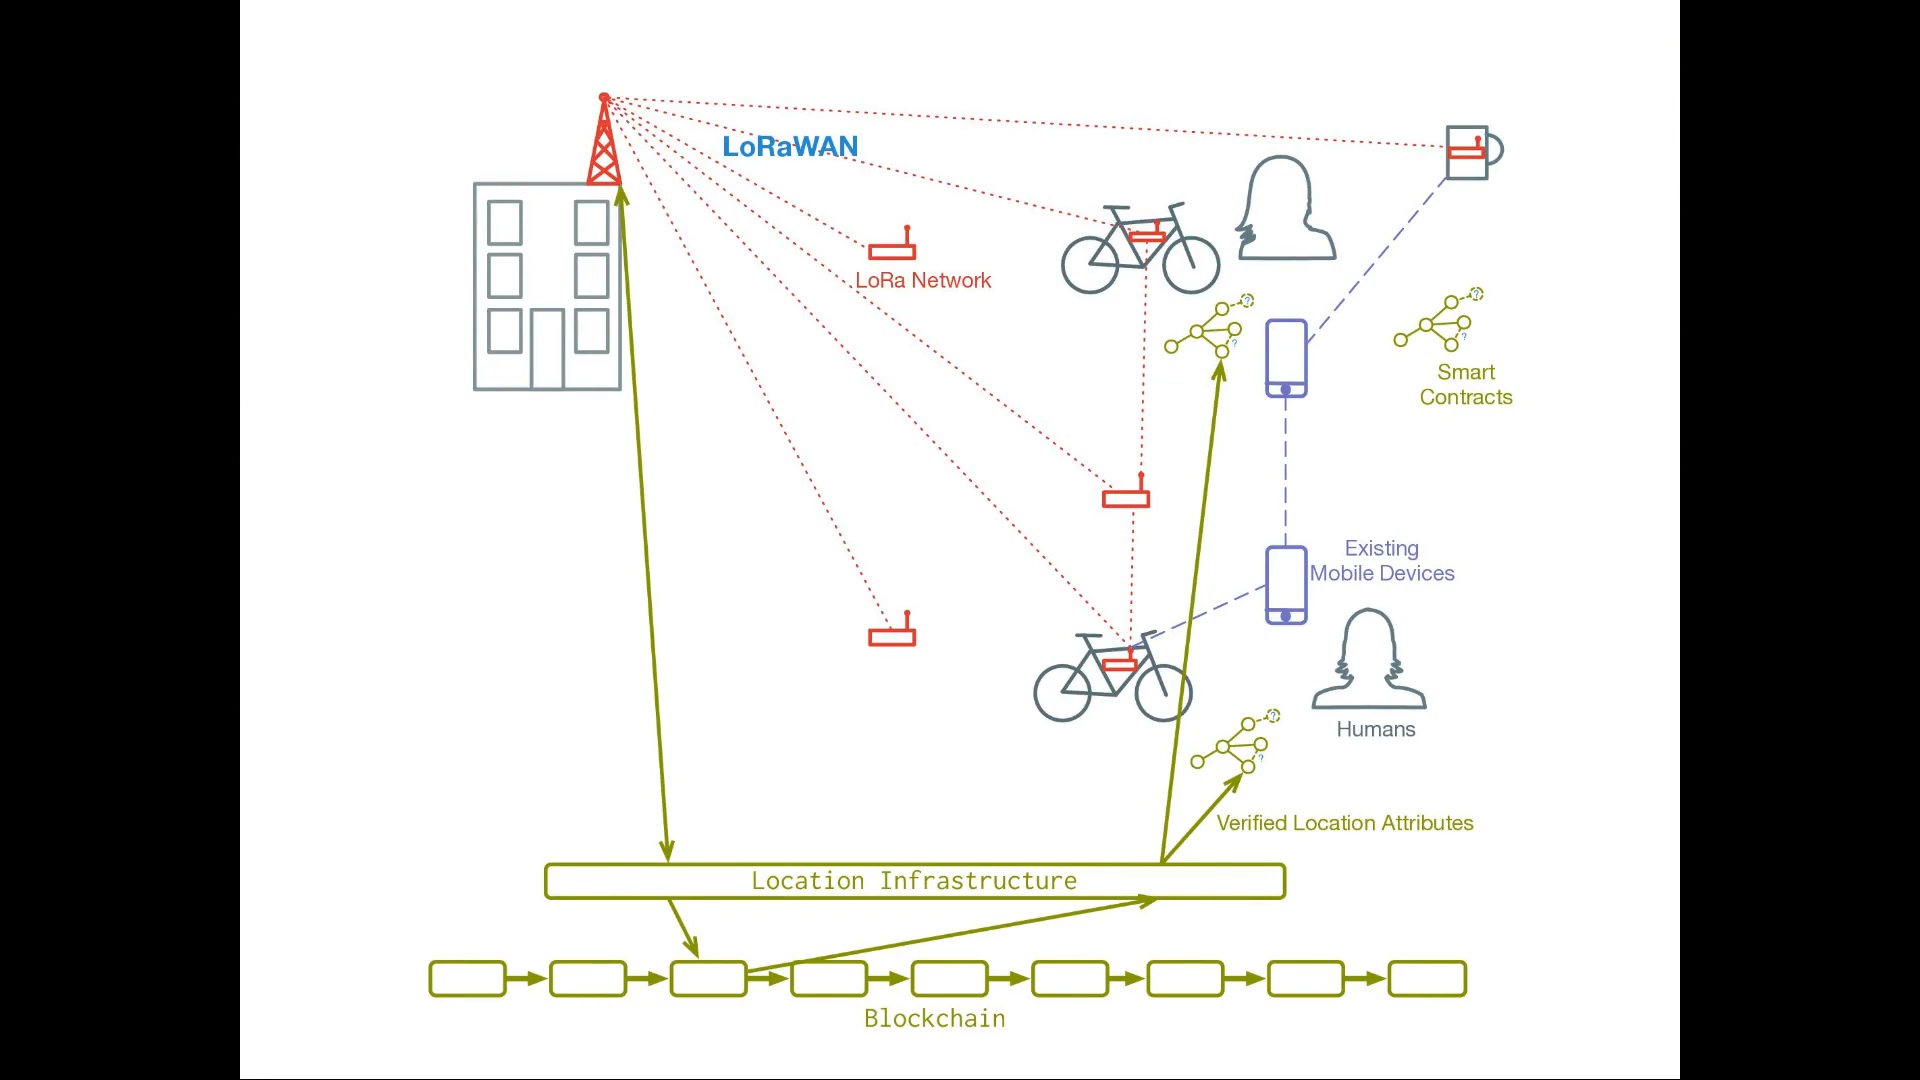 LoRaWAN
LoRa Network
?
?
?
?
Smart
Contracts
Existing
Mobile Devices
Humans
?
?
Verified Location Attributes
Location Infrastructure
Blockchain